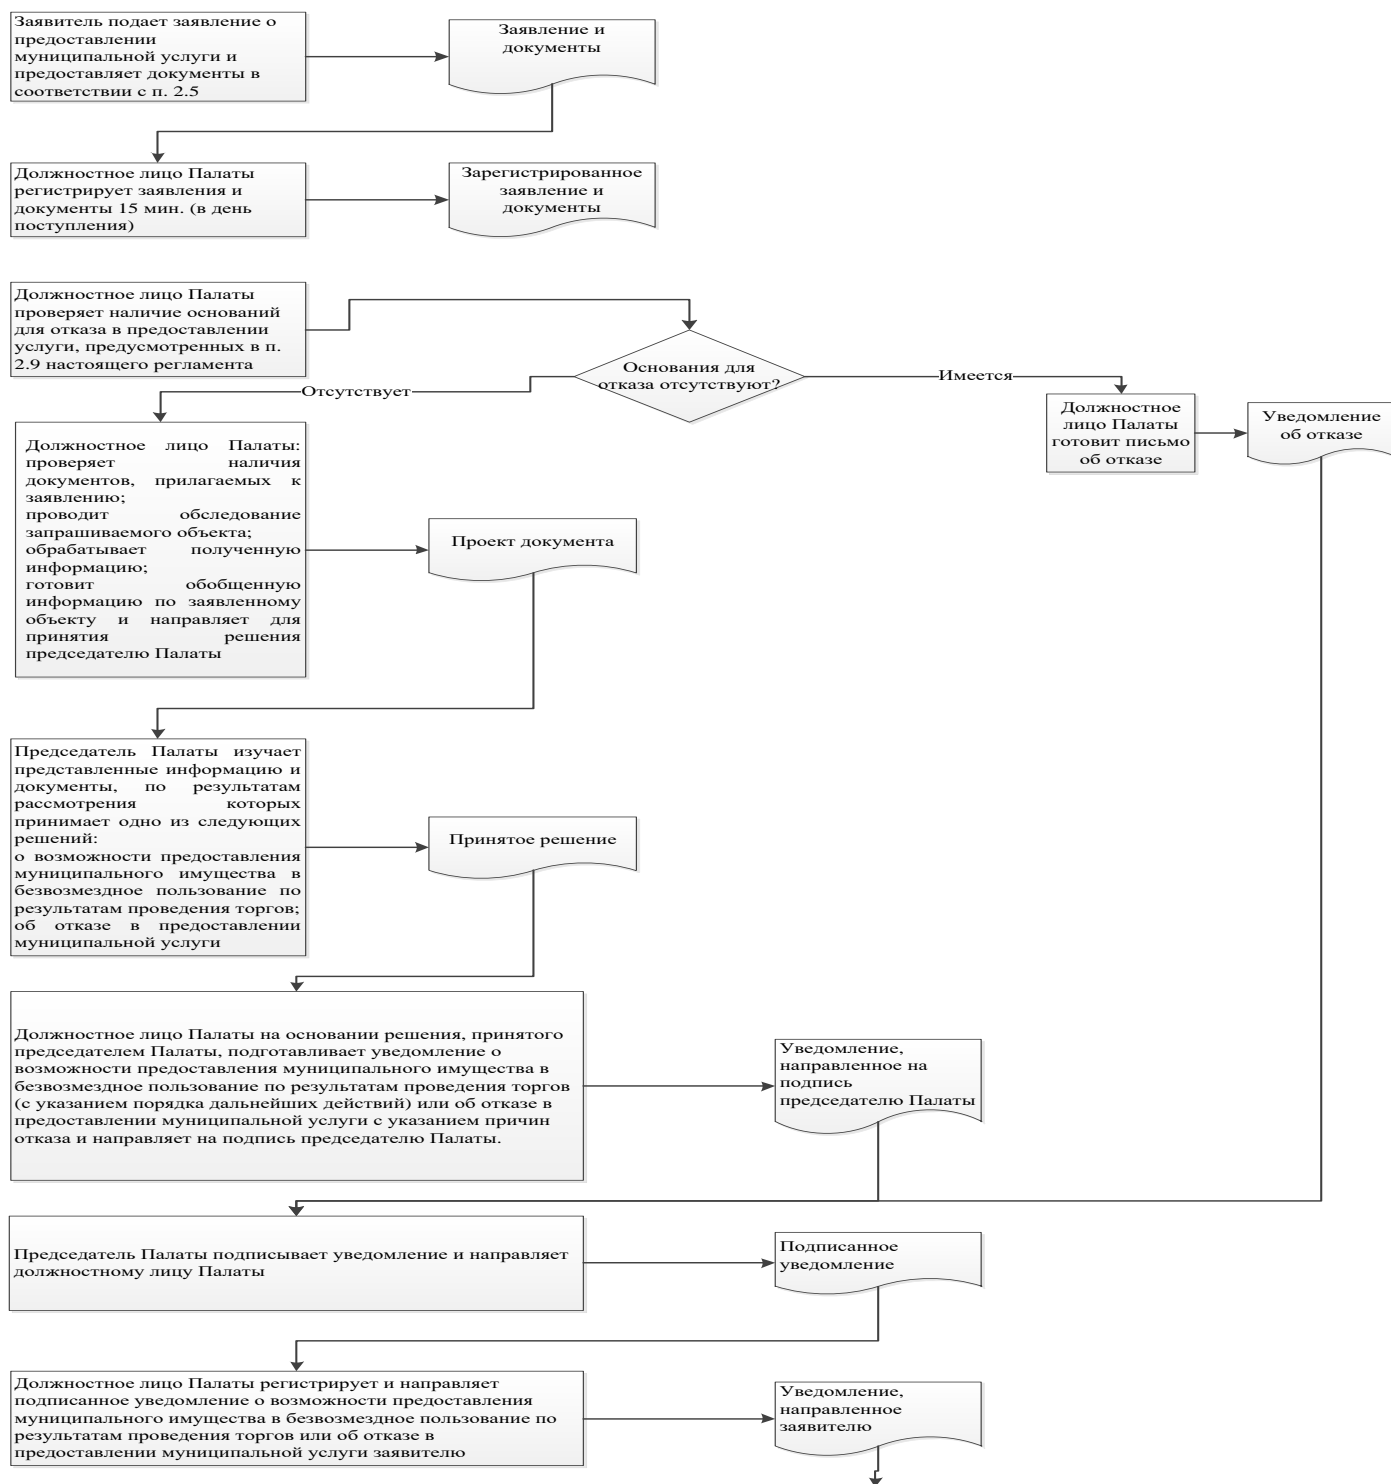 Заявитель подает заявление о
предоставлении
муниципальной услуги и
предоставляет документы в
соответствии с п. 2.5
Заявление и
документы
Должностное лицо Палаты
регистрирует заявления и
документы 15 мин. (в день
поступления)
Зарегистрированное
заявление и
документы
Должностное лицо Палаты
проверяет наличие оснований
для отказа в предоставлении
услуги, предусмотренных в п.
2.9 настоящего регламента
Основания для
отказа отсутствуют?
Отсутствует
Имеется
Должностное
лицо Палаты
готовит письмо
об отказе
Уведомление
об отказе
Должностное лицо Палаты:
проверяет наличия
документов, прилагаемых к
заявлению;
проводит обследование
запрашиваемого объекта;
обрабатывает полученную
информацию;
готовит обобщенную
информацию по заявленному
объекту и направляет для
принятия решения
председателю Палаты
Проект документа
Председатель Палаты изучает
представленные информацию и
документы, по результатам
рассмотрения которых
принимает одно из следующих
решений:
о возможности предоставления
муниципального имущества в
безвозмездное пользование по
результатам проведения торгов;
об отказе в предоставлении
муниципальной услуги
Принятое решение
Должностное лицо Палаты на основании решения, принятого
председателем Палаты, подготавливает уведомление о
возможности предоставления муниципального имущества в
безвозмездное пользование по результатам проведения торгов
(с указанием порядка дальнейших действий) или об отказе в
предоставлении муниципальной услуги с указанием причин
отказа и направляет на подпись председателю Палаты.
Уведомление,
направленное на
подпись
председателю Палаты
Председатель Палаты подписывает уведомление и направляет
должностному лицу Палаты
Подписанное
уведомление
Должностное лицо Палаты регистрирует и направляет
подписанное уведомление о возможности предоставления
муниципального имущества в безвозмездное пользование по
результатам проведения торгов или об отказе в
предоставлении муниципальной услуги заявителю
Уведомление,
направленное
заявителю